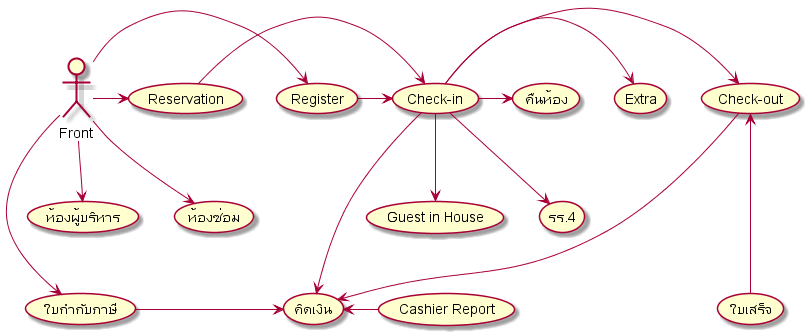 Front
Reservation
Register
Check-in
คืนห้อง
Extra
Check-out
ห้องผู้บริหาร
ห้องซ่อม
Guest in House
รร.4
ใบกำกับภาษี
คิดเงิน
Cashier Report
ใบเสร็จ